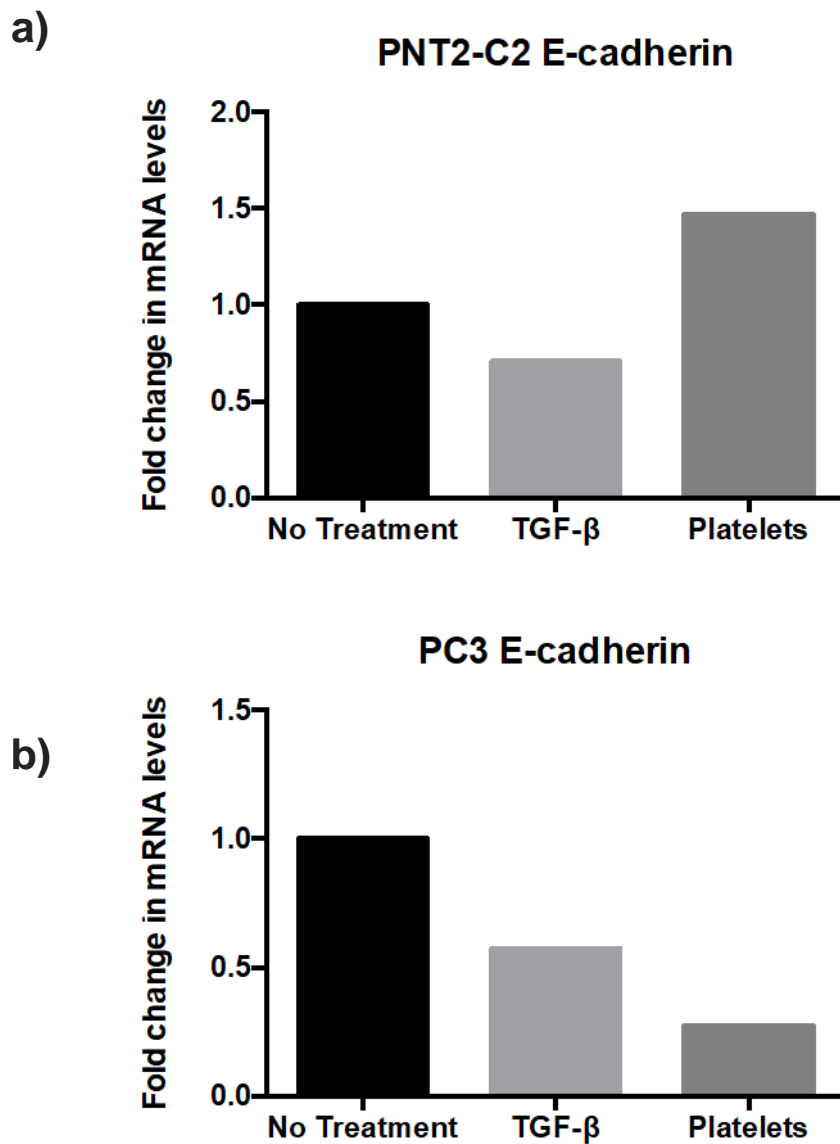 a)
PNT2-C2 E-cadherin
Fold change in mRNA levels
2.0
1.5
1.0
0.5
0.0
No Treatment TGF-β Platelets
PC3 E-cadherin
b)
Fold change in mRNA levels
1.5
1.0
0.5
0.0
No Treatment TGF-β Platelets